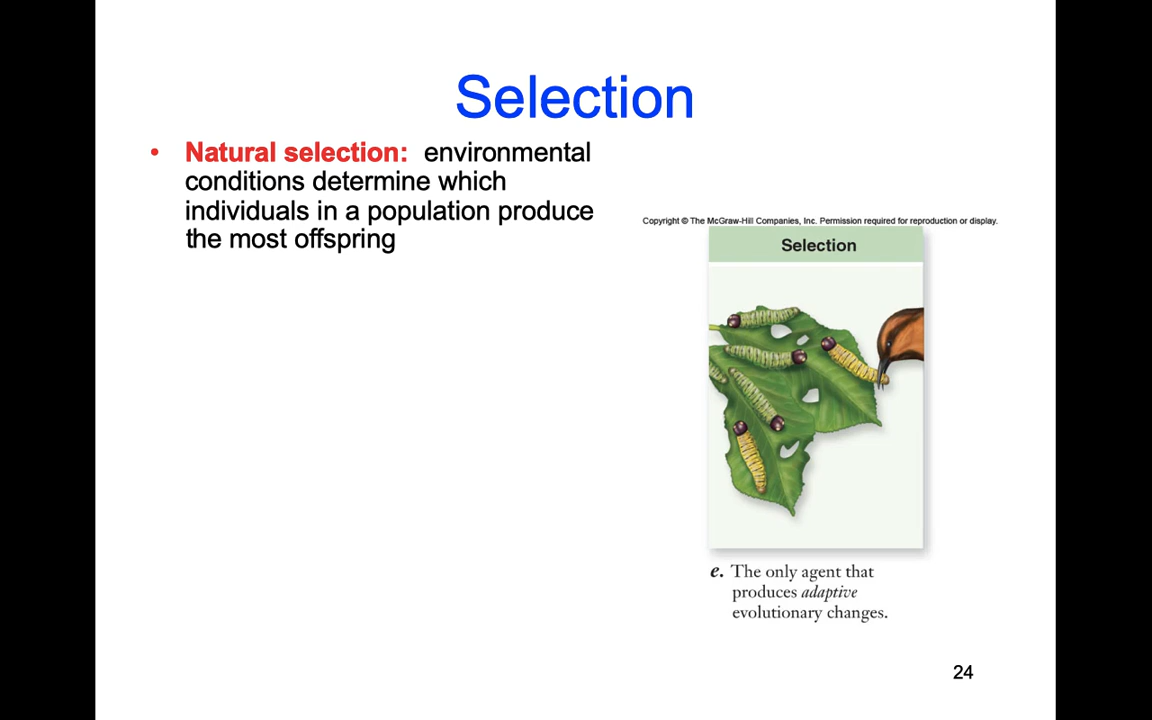 Selection
• Natural selection: environmental
conditions determine which
individuals in a population produce
the most offspring
Copyright © The McGraw-Hill Companies, Inc. Permission required for reproduction or display.
Selection
e. The only agent that
produces adaptive
evolutionary changes.
24